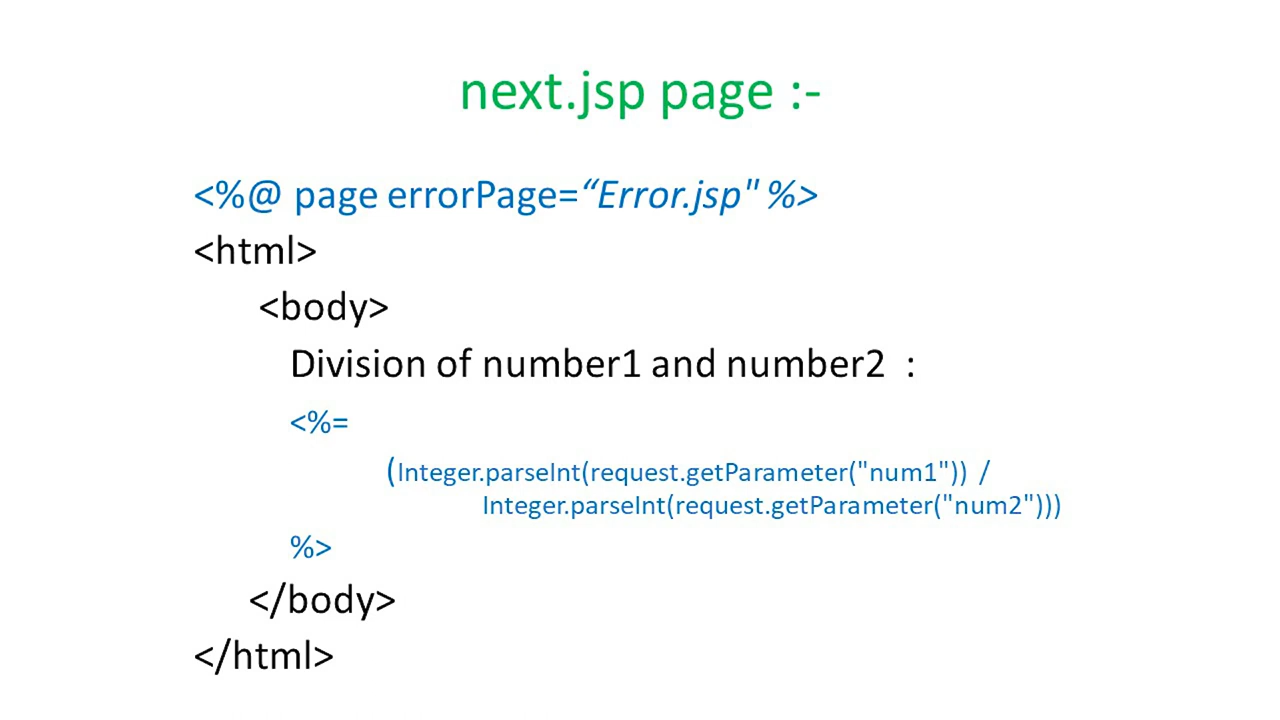 next.jsp page :-
<%@ page errorPage=“Error.jsp" %>
<html>
<body>
Division of number1 and number2 :
<%=
(Integer.parseInt(request.getParameter("num1")) /
Integer.parseInt(request.getParameter("num2")))
%>
</body>
</html>